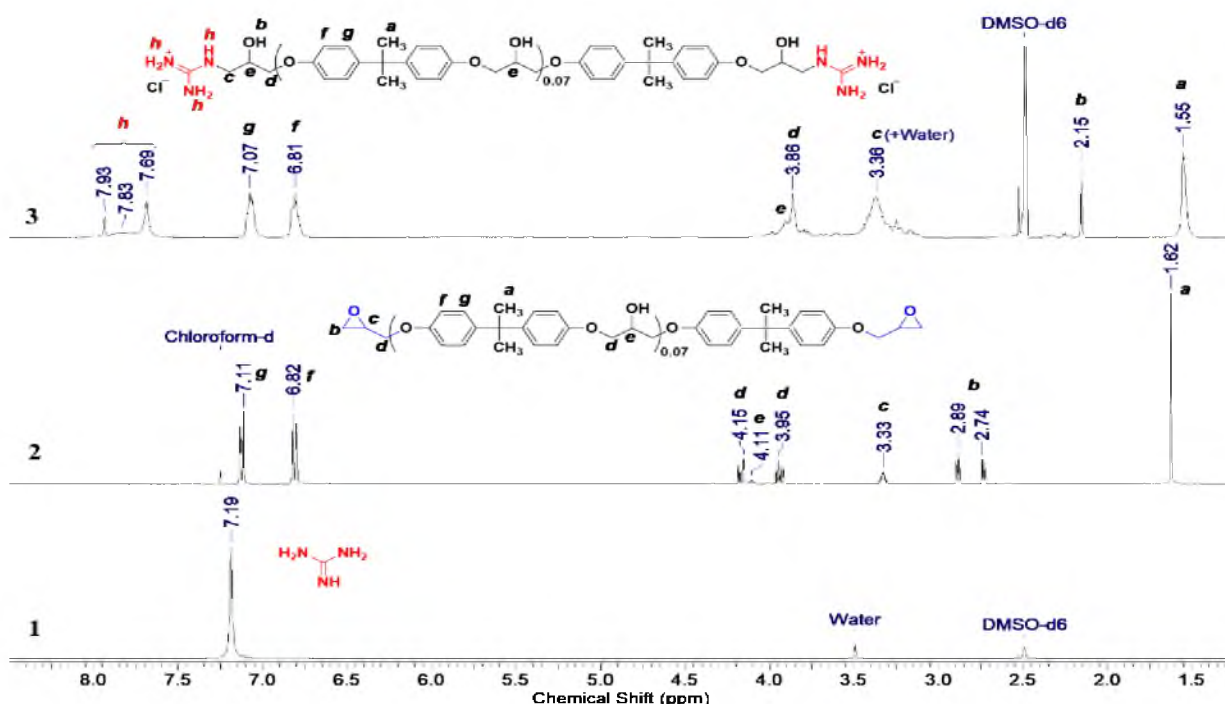 b f g a DMSO-d6
h h OH CH₃ OH OH H
H₂N⁺ NH O O O O N ⁺NH₂
c e d CH₃ e 0.07 CH₃ NH₂ Cl⁻
Cl⁻ NH₂
h
h g f d c (+Water) b a
7.93 7.83 7.69 7.07 6.81 3.86 3.36 2.15 1.55
e
3
1.62
a
f g a OH
O c CH₃ CH₃ O
b O O O O
d CH₃ d e 0.07 CH₃
Chloroform-d
g f d e d c b
7.11 6.82 4.15 4.11 3.95 3.33 2.89 2.74
2
7.19
H₂N NH₂
NH
1 Water DMSO-d6
8.0 7.5 7.0 6.5 6.0 5.5 5.0 4.5 4.0 3.5 3.0 2.5 2.0 1.5
Chemical Shift (ppm)